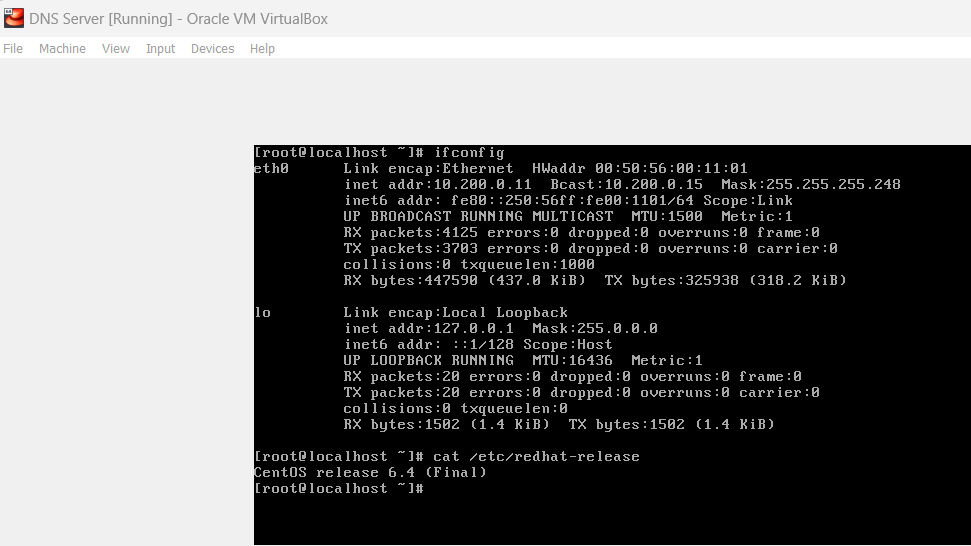 DNS Server [Running] - Oracle VM VirtualBox
File Machine View Input Devices Help
[root@localhost ~]# ifconfig
eth0 Link encap:Ethernet HWaddr 00:50:56:00:11:01
inet addr:10.200.0.11 Bcast:10.200.0.15 Mask:255.255.255.248
inet6 addr: fe80::250:56ff:fe00:1101/64 Scope:Link
UP BROADCAST RUNNING MULTICAST MTU:1500 Metric:1
RX packets:4125 errors:0 dropped:0 overruns:0 frame:0
TX packets:3703 errors:0 dropped:0 overruns:0 carrier:0
collisions:0 txqueuelen:1000
RX bytes:447590 (437.0 KiB) TX bytes:325938 (318.2 KiB)
lo Link encap:Local Loopback
inet addr:127.0.0.1 Mask:255.0.0.0
inet6 addr: ::1/128 Scope:Host
UP LOOPBACK RUNNING MTU:16436 Metric:1
RX packets:20 errors:0 dropped:0 overruns:0 frame:0
TX packets:20 errors:0 dropped:0 overruns:0 carrier:0
collisions:0 txqueuelen:0
RX bytes:1502 (1.4 KiB) TX bytes:1502 (1.4 KiB)
[root@localhost ~]# cat /etc/redhat-release
CentOS release 6.4 (Final)
[root@localhost ~]#